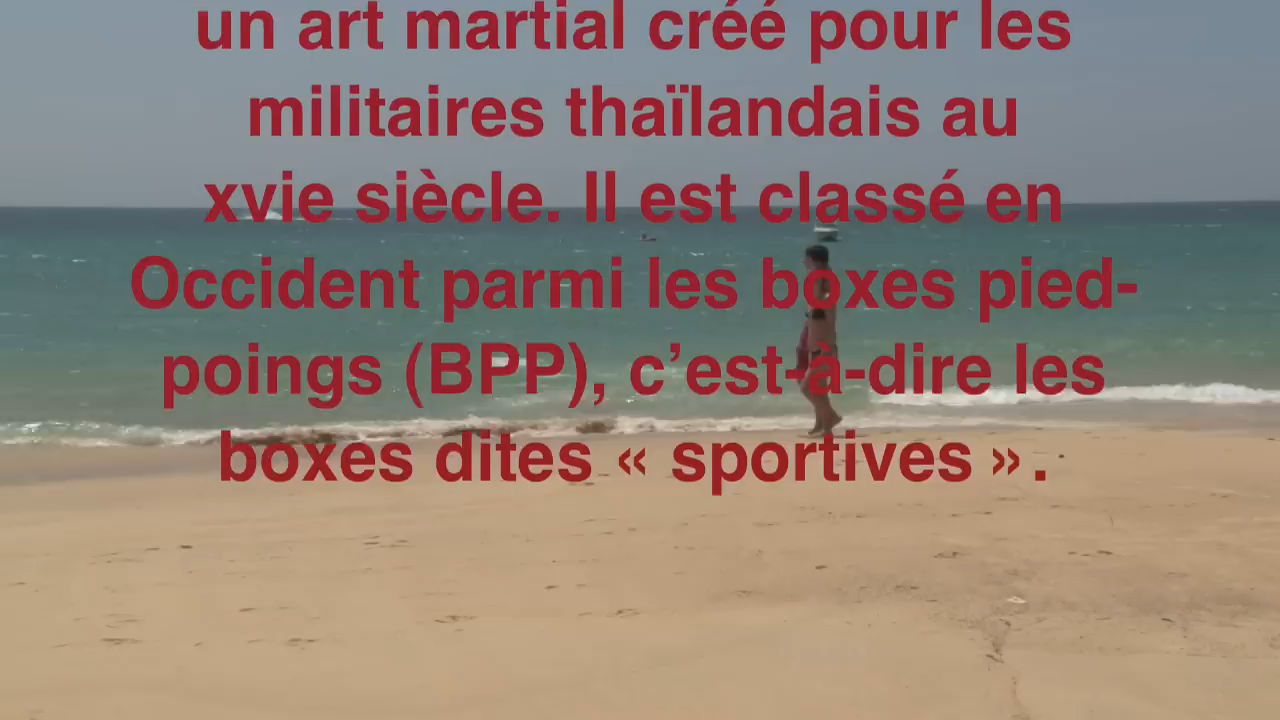 un art martial créé pour les
militaires thaïlandais au
xvie siècle. Il est classé en
Occident parmi les boxes pied-
poings (BPP), c’est-à-dire les
boxes dites « sportives ».